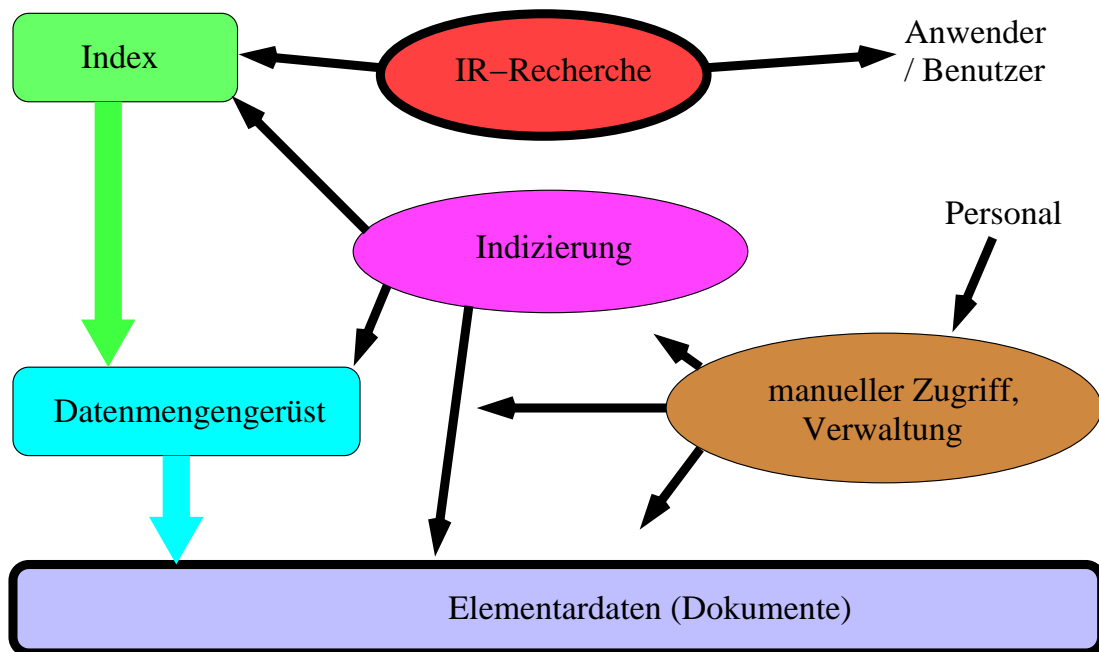 Index
IR–Recherche
Anwender
/ Benutzer
Indizierung
Personal
Datenmengengerüst
manueller Zugriff,
Verwaltung
Elementardaten (Dokumente)